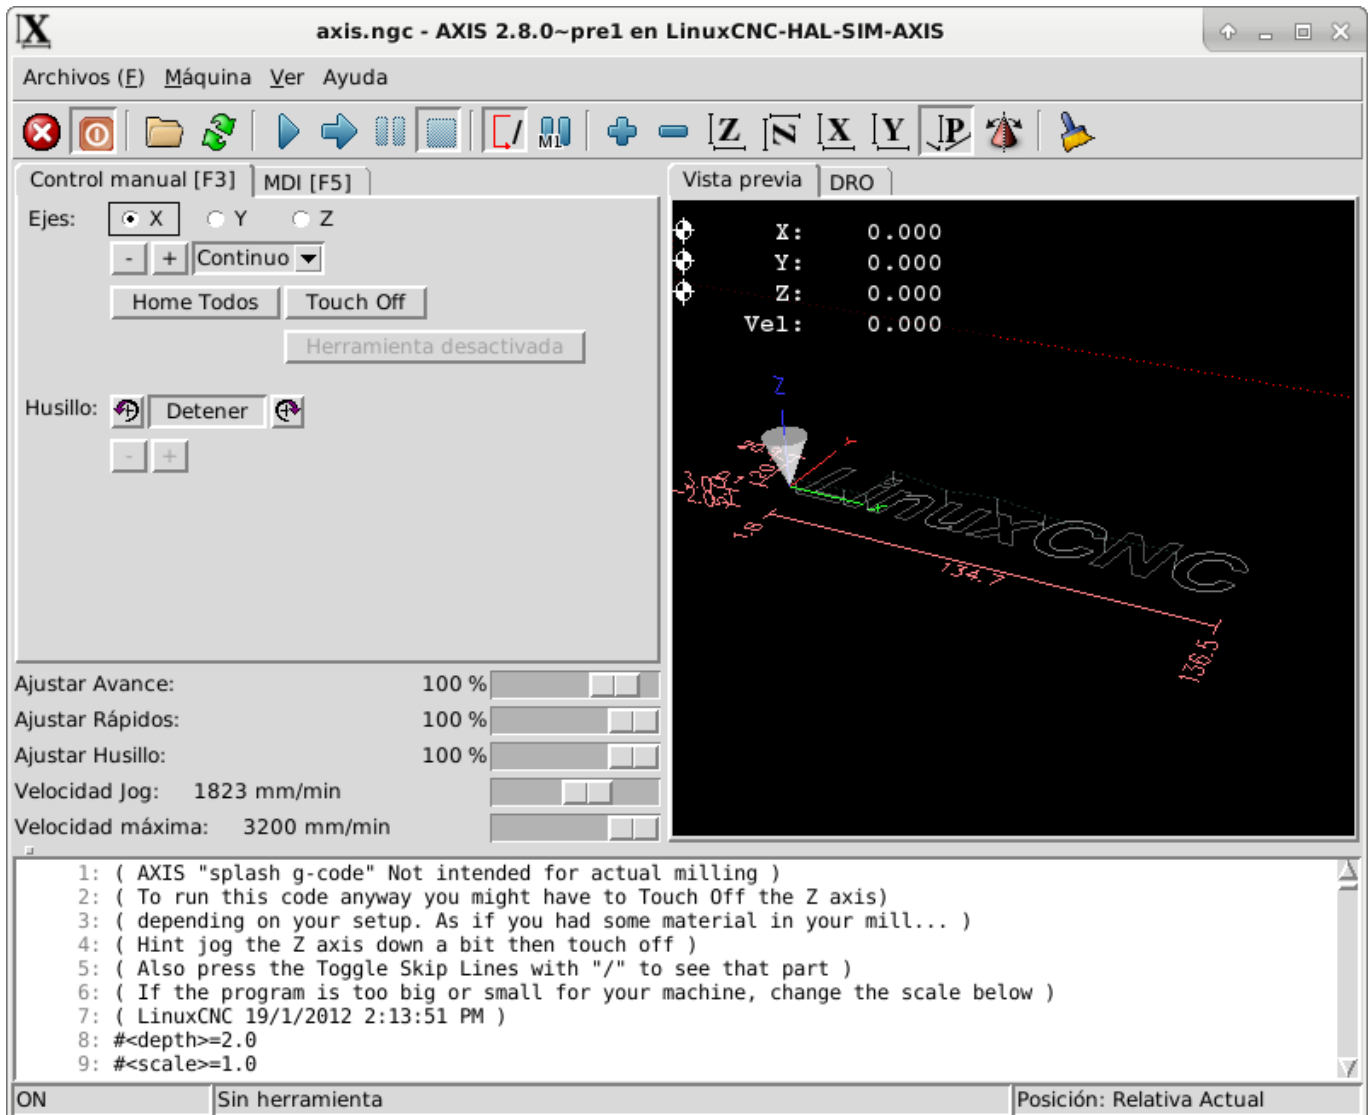 axis.ngc - AXIS 2.8.0~pre1 en LinuxCNC-HAL-SIM-AXIS
Archivos (F) Máquina Ver Ayuda
M1 Z N X Y P
Control manual [F3] MDI [F5]
Ejes: X Y Z
- + Continuo
Home Todos Touch Off
Herramienta desactivada
Husillo: Detener
- +
Ajustar Avance: 100 %
Ajustar Rápidos: 100 %
Ajustar Husillo: 100 %
Velocidad Jog: 1823 mm/min
Velocidad máxima: 3200 mm/min
Vista previa DRO
X: 0.000
Y: 0.000
Z: 0.000
Vel: 0.000
Z
LinuxCNC
1.8
134.7
136.5
1: ( AXIS "splash g-code" Not intended for actual milling )
2: ( To run this code anyway you might have to Touch Off the Z axis)
3: ( depending on your setup. As if you had some material in your mill... )
4: ( Hint jog the Z axis down a bit then touch off )
5: ( Also press the Toggle Skip Lines with "/" to see that part )
6: ( If the program is too big or small for your machine, change the scale below )
7: ( LinuxCNC 19/1/2012 2:13:51 PM )
8: #<depth>=2.0
9: #<scale>=1.0
ON Sin herramienta Posición: Relativa Actual